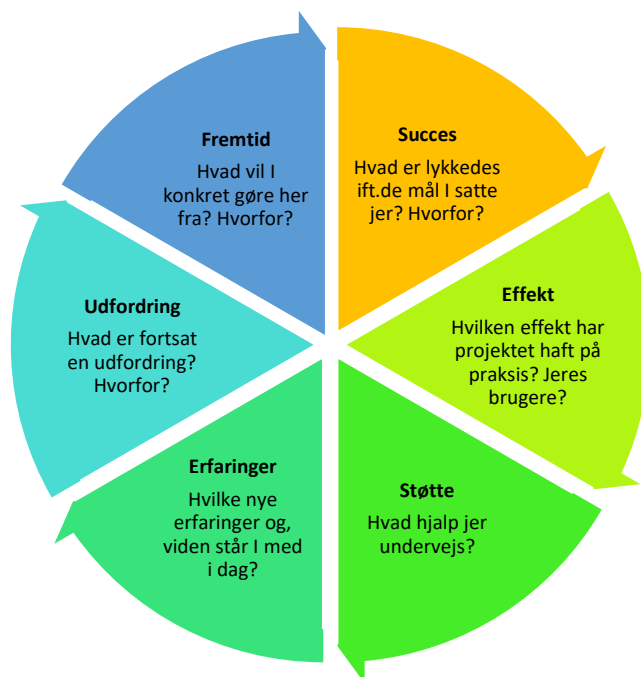 Succes
Hvad er lykkedes
ift.de mål I satte
jer? Hvorfor?
Effekt
Hvilken effekt har
projektet haft på
praksis? Jeres
brugere?
Støtte
Hvad hjalp jer
undervejs?
Erfaringer
Hvilke nye
erfaringer og,
viden står I med
i dag?
Udfordring
Hvad er fortsat
en udfordring?
Hvorfor?
Fremtid
Hvad vil I
konkret gøre her
fra? Hvorfor?